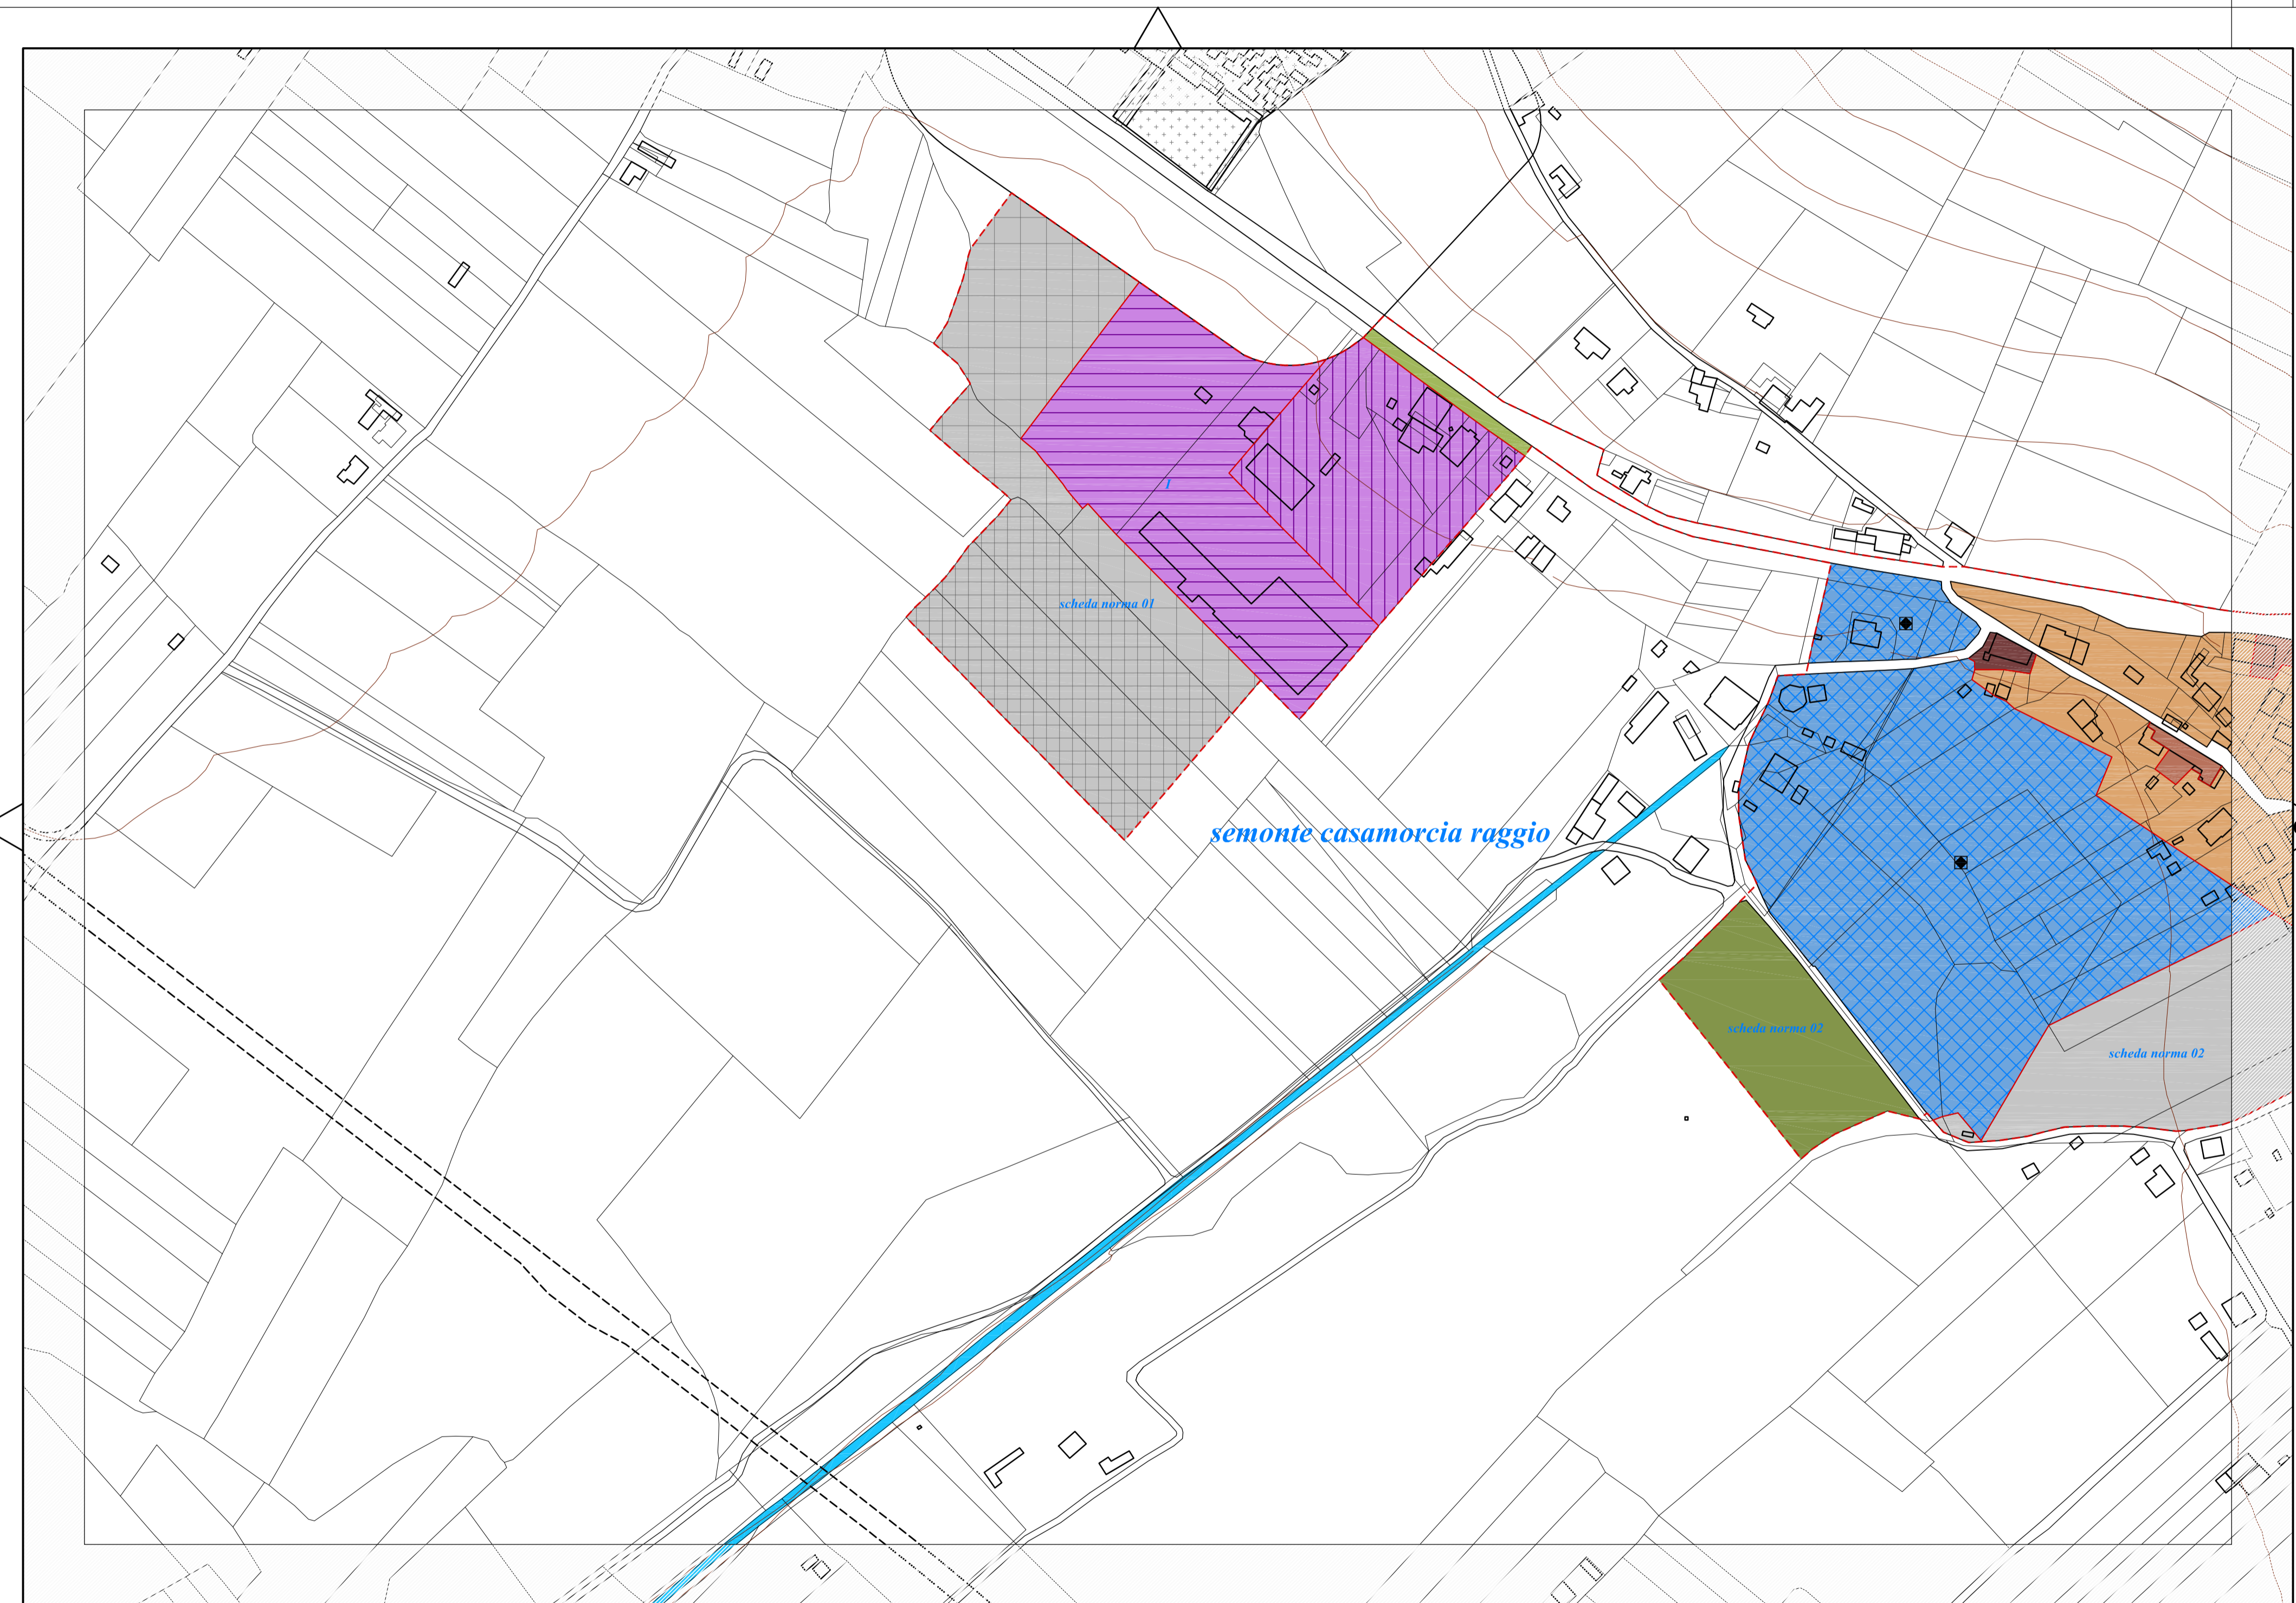 1
scheda norma 01
semonte casamorcia raggio
scheda norma 02
scheda norma 02